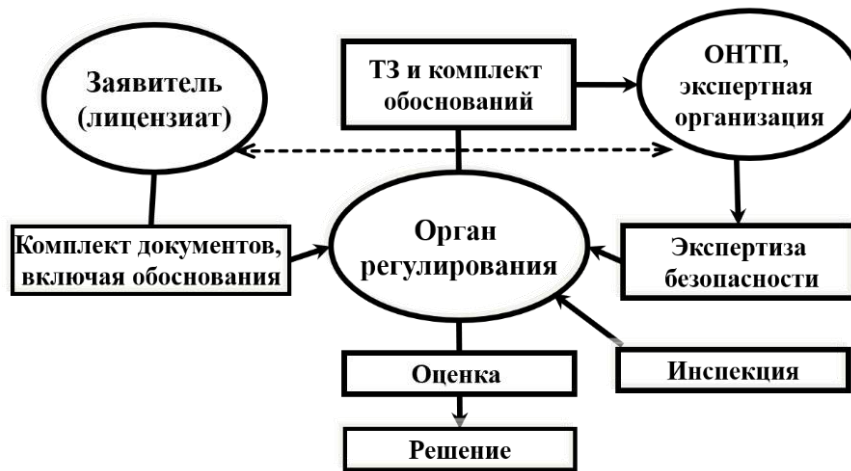 Заявитель
(лицензиат)
ТЗ и комплект
обоснований
ОНТП,
экспертная
организация
Комплект документов,
включая обоснования
Орган
регулирования
Экспертиза
безопасности
Оценка
Инспекция
Решение